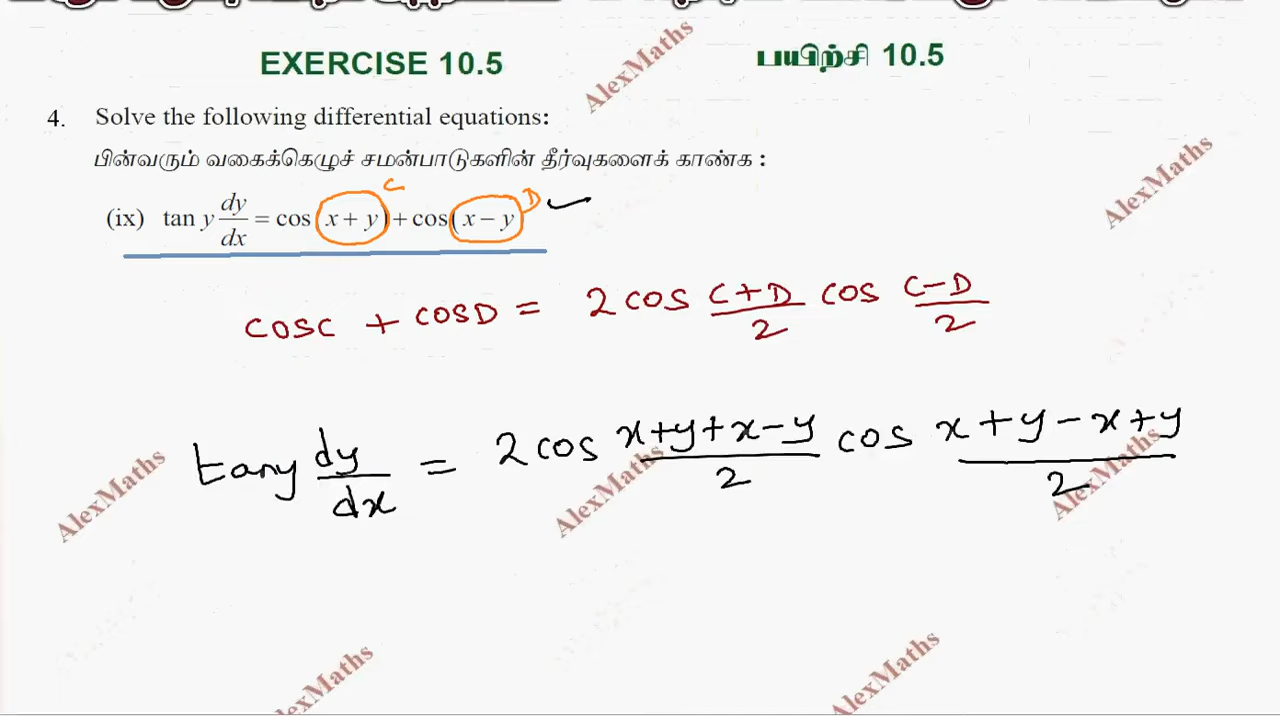 EXERCISE 10.5
பயிற்சி 10.5
4. Solve the following differential equations:
பின்வரும் வகைக்கெழுச் சமன்பாடுகளின் தீர்வுகளைக் காண்க :
C D
(ix) tan y dy/dx = cos(x + y) + cos(x − y)
cosC + cosD = 2 cos C+D/2 cos C−D/2
tany dy/dx = 2 cos x+y+x−y/2 cos x+y−x+y/2
AlexMaths
AlexMaths
AlexMaths
AlexMaths
AlexMaths
AlexMaths
AlexMaths